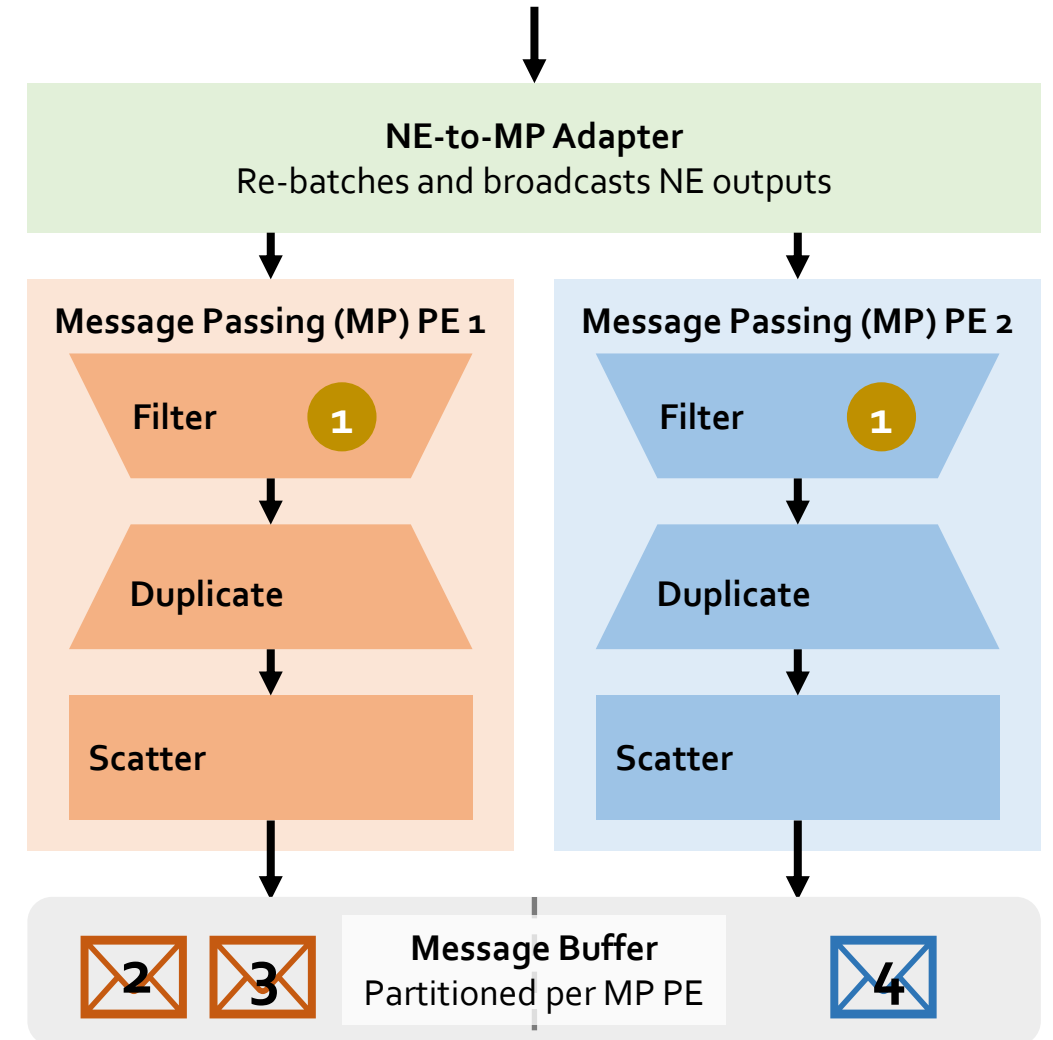 NE-to-MP Adapter
Re-batches and broadcasts NE outputs
Message Passing (MP) PE 1
Filter
1
Duplicate
Scatter
Message Passing (MP) PE 2
Filter
1
Duplicate
Scatter
2
3
Message Buffer
Partitioned per MP PE
4